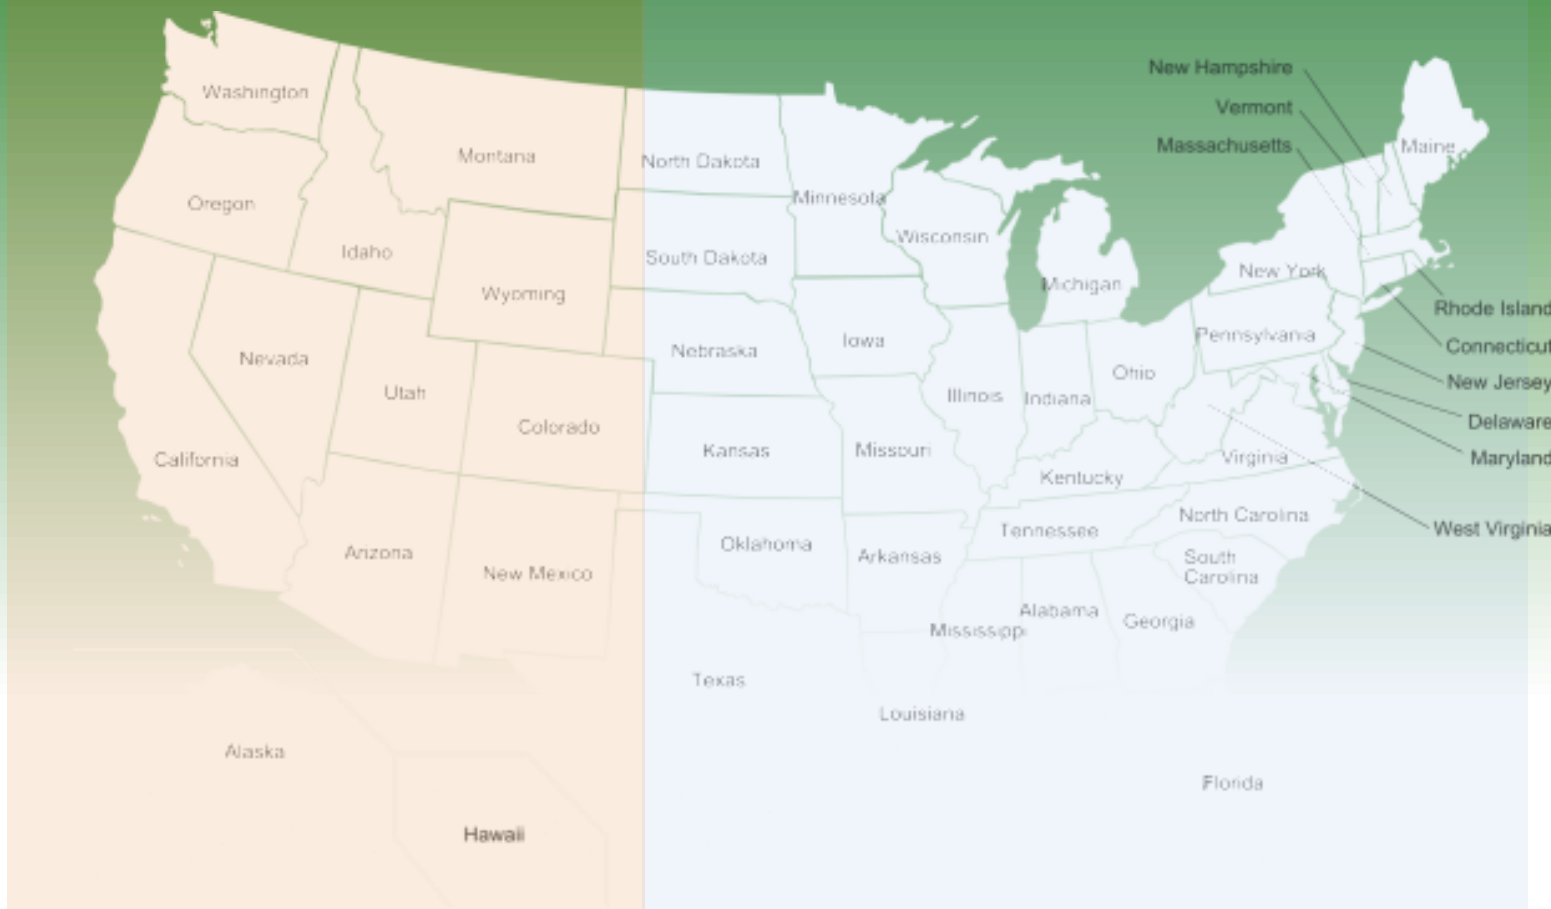 New Hampshire
Vermont
Massachusetts
Washington
Montana
North Dakota
Minnesota
Maine
Oregon
Idaho
Wisconsin
South Dakota
Wyoming
New York
Michigan
Rhode Island
Pennsylvania
Connecticut
Nebraska
Iowa
Nevada
Ohio
New Jersey
Utah
Illinois
Indiana
Delaware
Colorado
California
Kansas
Missouri
Virginia
Maryland
Kentucky
North Carolina
West Virginia
Tennessee
Oklahoma
Arizona
Arkansas
South
Carolina
New Mexico
Alabama
Georgia
Mississippi
Texas
Louisiana
Alaska
Florida
Hawaii